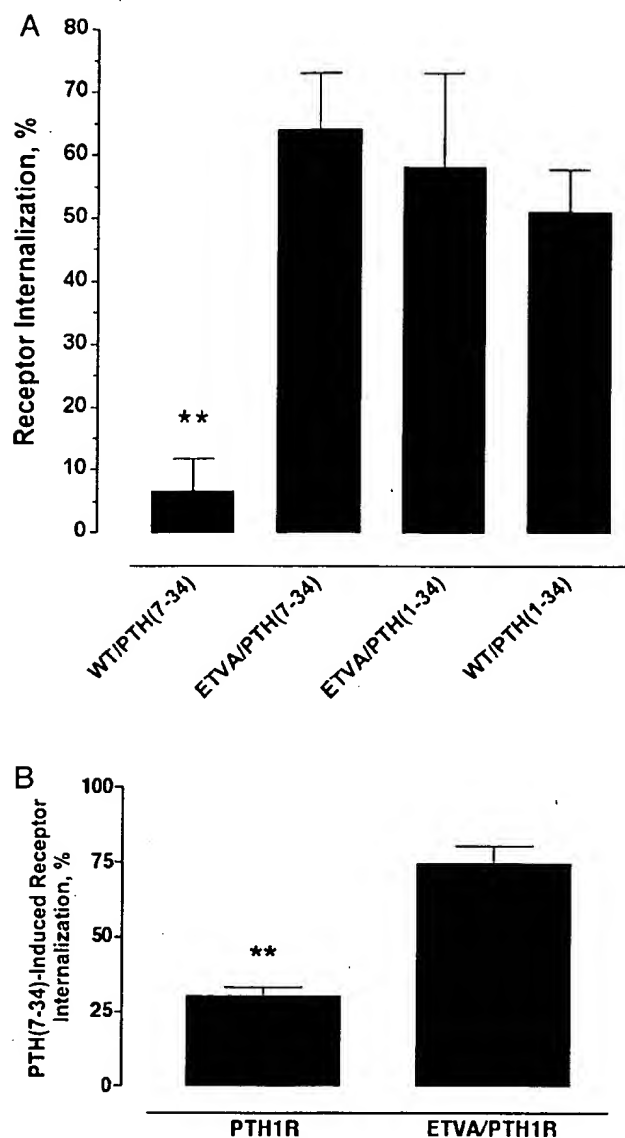 A
80
70
60
50
40
30
20
10
0
Receptor Internalization, %
**
WT/PTH(7-34)
ETVA/PTH(7-34)
ETVA/PTH(1-34)
WT/PTH(1-34)
B
100
75
50
25
0
PTH(7-34)-Induced Receptor
Internalization, %
**
PTH1R
ETVA/PTH1R